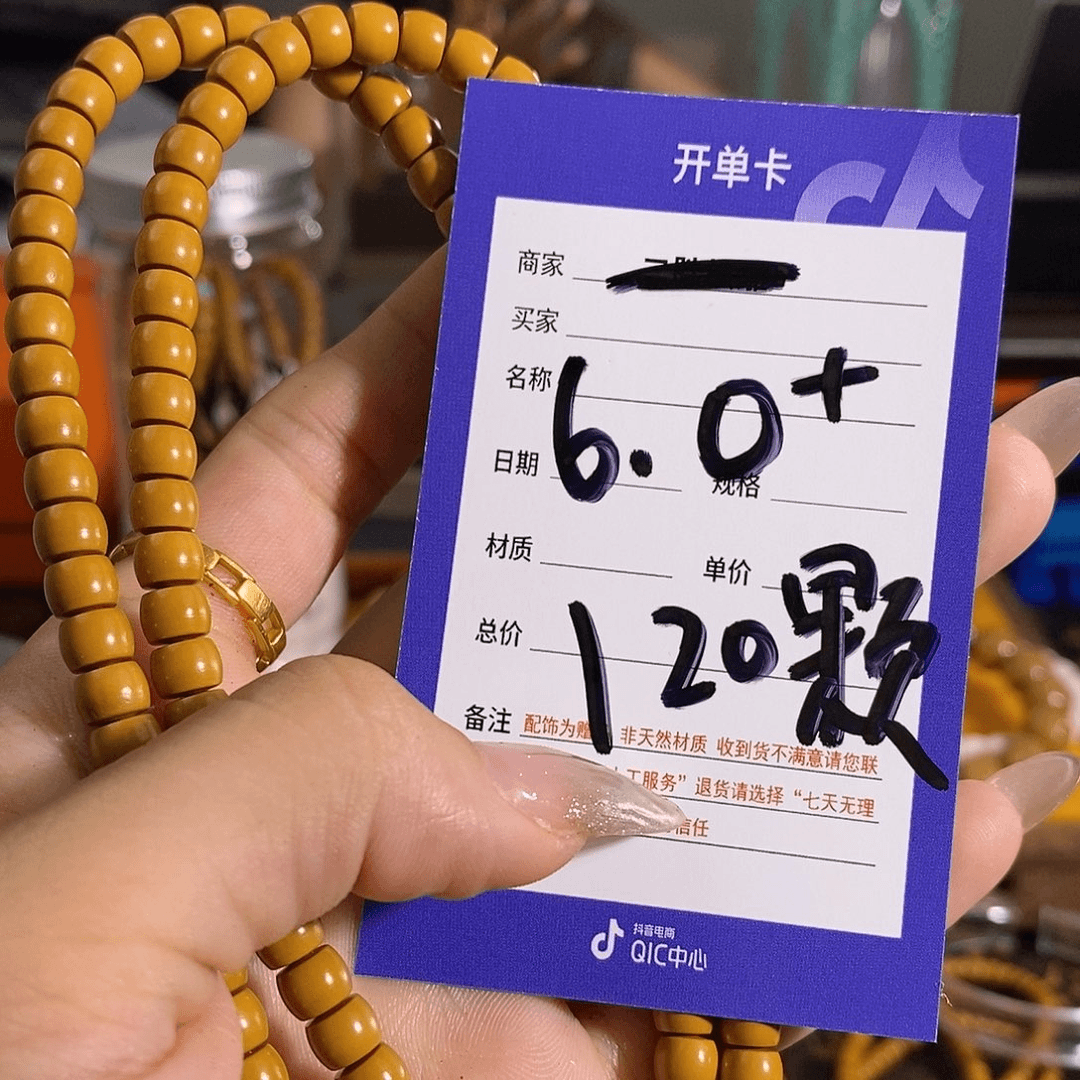 开单卡
商家
买家
名称
6.0+
日期
规格
材质
单价
总价
120颗
备注
配饰为赠 非天然材质 收到货不满意请您联
工服务” 退货请选择 “七天无理
信任
抖音电商
QIC中心